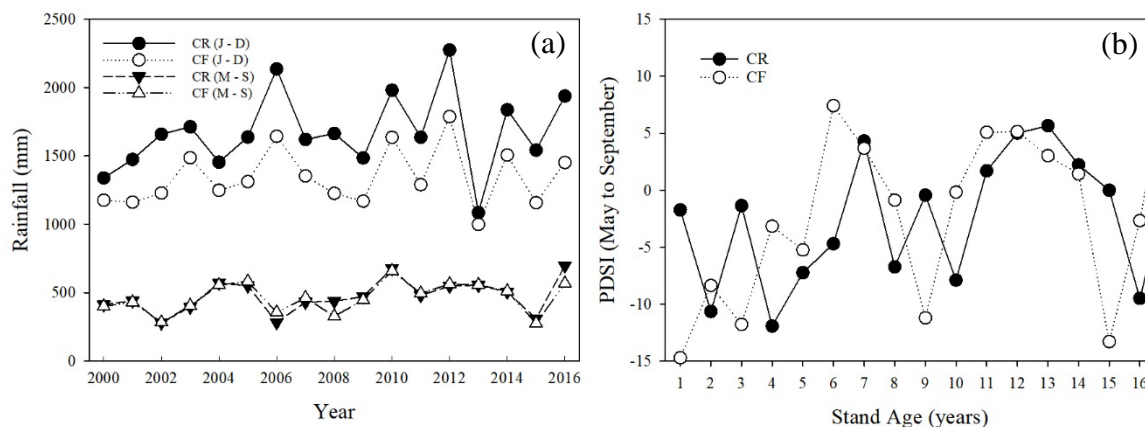 (a)
CR (J - D)
CF (J - D)
CR (M - S)
CF (M - S)
Rainfall (mm)
2500
2000
1500
1000
500
0
2000 2002 2004 2006 2008 2010 2012 2014 2016
Year
(b)
CR
CF
PDSI (May to September)
15
10
5
0
-5
-10
-15
1 2 3 4 5 6 7 8 9 10 11 12 13 14 15 16
Stand Age (years)